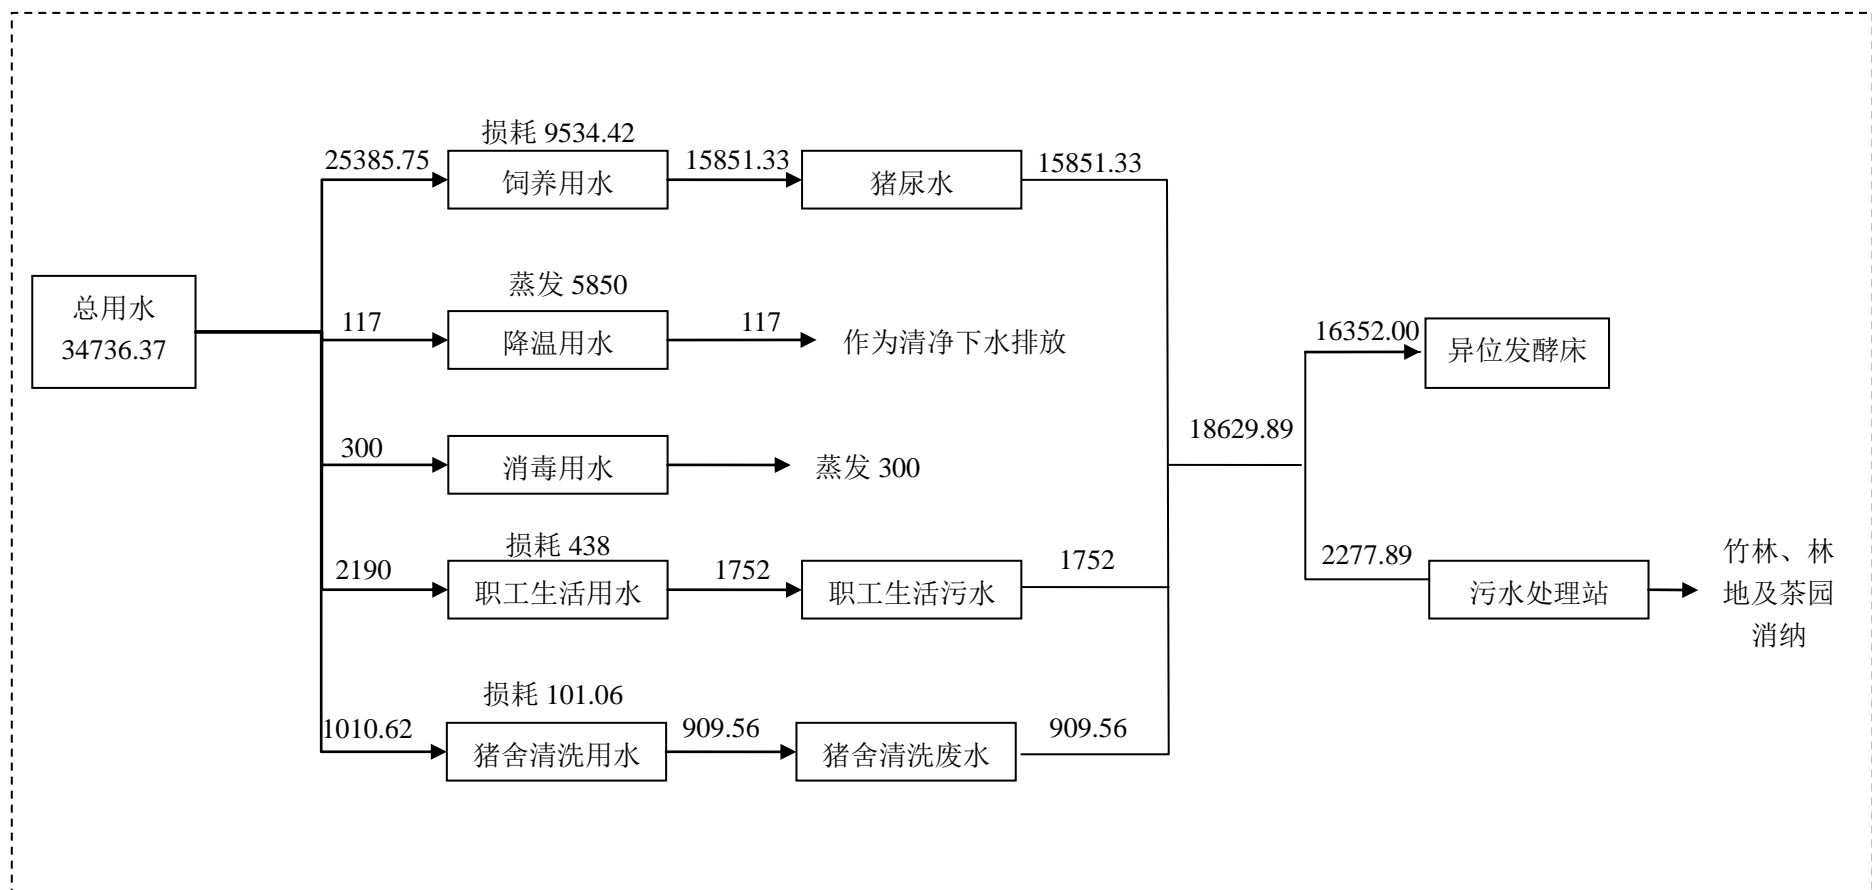 损耗 9534.42
25385.75
饲养用水
15851.33
猪尿水
15851.33
总用水
34736.37
蒸发 5850
117
降温用水
117
作为清净下水排放
16352.00
异位发酵床
300
消毒用水
蒸发 300
18629.89
损耗 438
2190
职工生活用水
1752
职工生活污水
1752
2277.89
污水处理站
竹林、林
地及茶园
消纳
损耗 101.06
1010.62
猪舍清洗用水
909.56
猪舍清洗废水
909.56